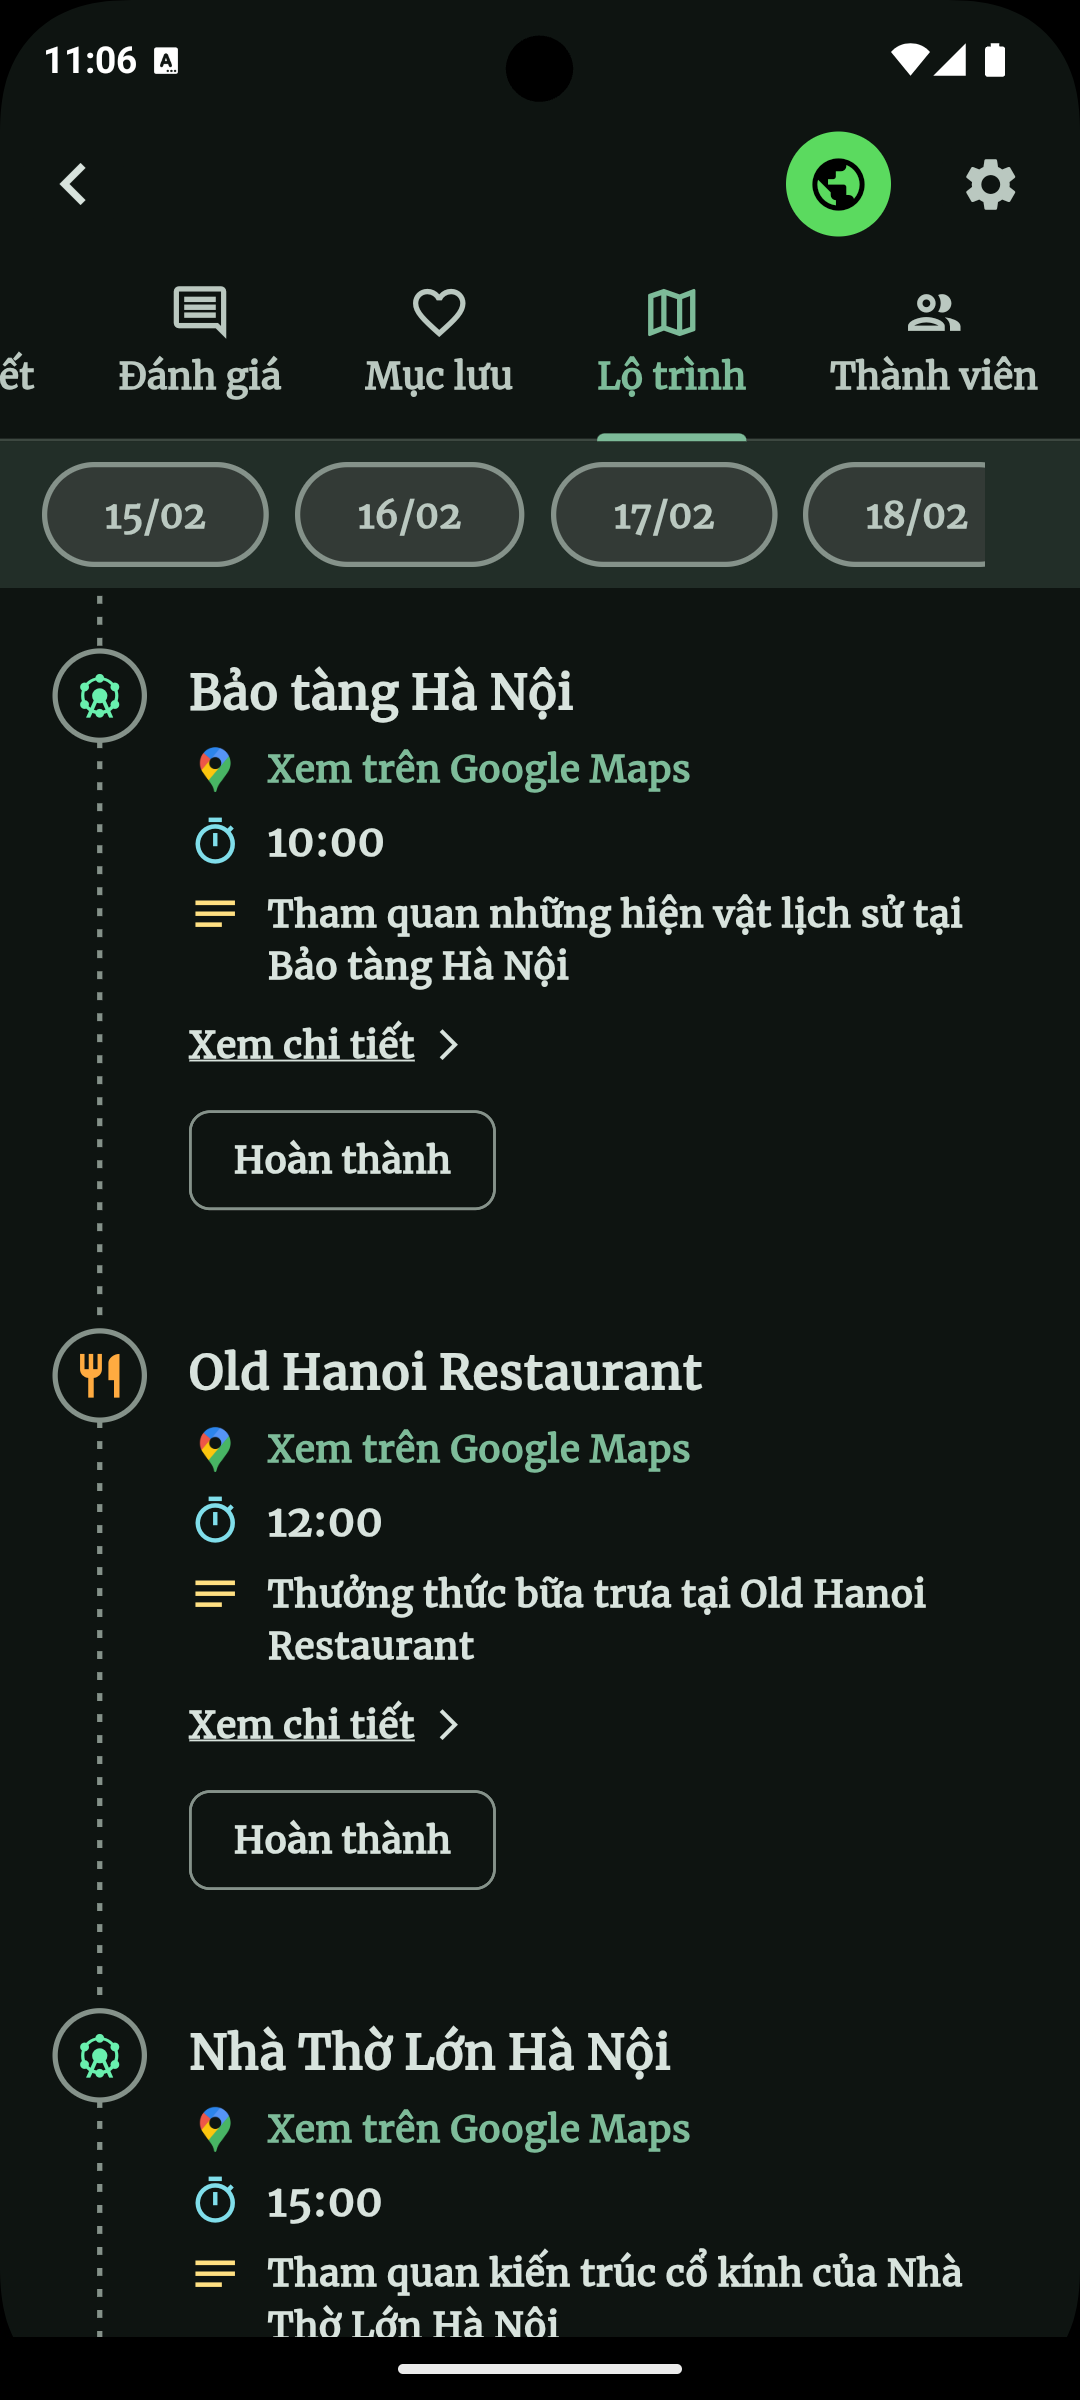 11:06
ết
Đánh giá
Mục lưu
Lộ trình
Thành viên
15/02
16/02
17/02
18/02
Bảo tàng Hà Nội
Xem trên Google Maps
10:00
Tham quan những hiện vật lịch sử tại
Bảo tàng Hà Nội
Xem chi tiết
Hoàn thành
Old Hanoi Restaurant
Xem trên Google Maps
12:00
Thưởng thức bữa trưa tại Old Hanoi
Restaurant
Xem chi tiết
Hoàn thành
Nhà Thờ Lớn Hà Nội
Xem trên Google Maps
15:00
Tham quan kiến trúc cổ kính của Nhà
Thờ Lớn Hà Nội